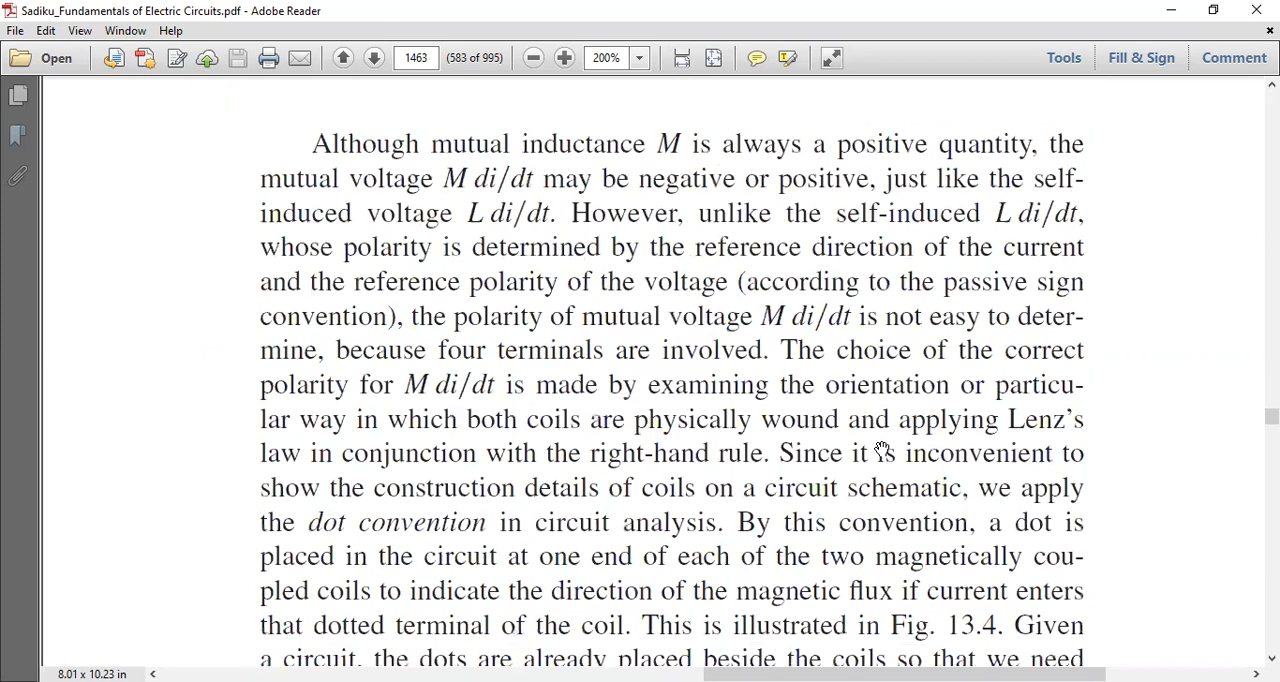 Sadiku_Fundamentals of Electric Circuits.pdf - Adobe Reader
File Edit View Window Help
Open 1463 (583 of 995) 200% Tools Fill & Sign Comment
Although mutual inductance M is always a positive quantity, the
mutual voltage M di/dt may be negative or positive, just like the self-
induced voltage L di/dt. However, unlike the self-induced L di/dt,
whose polarity is determined by the reference direction of the current
and the reference polarity of the voltage (according to the passive sign
convention), the polarity of mutual voltage M di/dt is not easy to deter-
mine, because four terminals are involved. The choice of the correct
polarity for M di/dt is made by examining the orientation or particu-
lar way in which both coils are physically wound and applying Lenz's
law in conjunction with the right-hand rule. Since it is inconvenient to
show the construction details of coils on a circuit schematic, we apply
the dot convention in circuit analysis. By this convention, a dot is
placed in the circuit at one end of each of the two magnetically cou-
pled coils to indicate the direction of the magnetic flux if current enters
that dotted terminal of the coil. This is illustrated in Fig. 13.4. Given
a circuit, the dots are already placed beside the coils so that we need
8.01 x 10.23 in